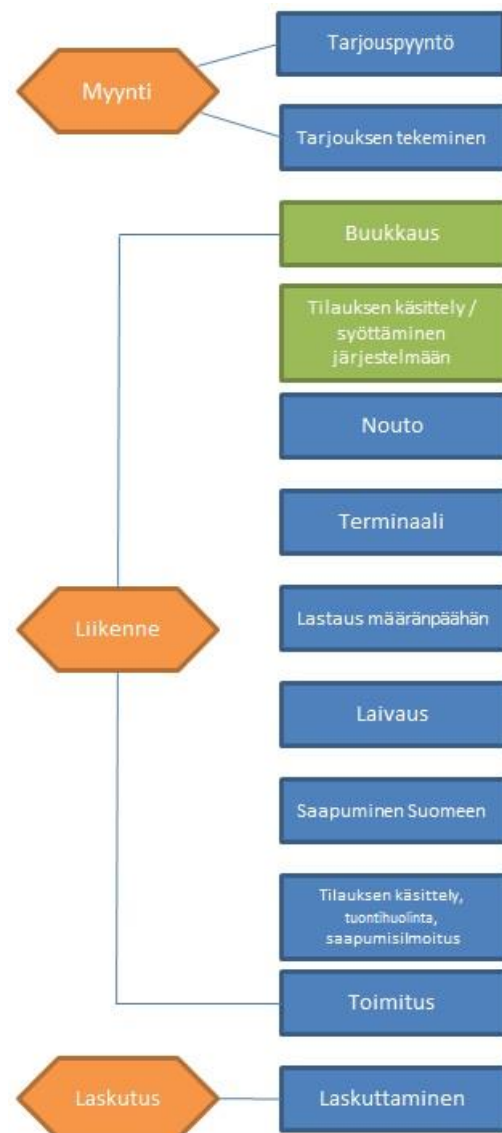 Myynti
Tarjouspyyntö
Tarjouksen tekeminen
Liikenne
Buukkaus
Tilauksen käsittely /
syöttäminen
järjestelmään
Nouto
Terminaali
Lastaus määränpäähän
Laivaus
Saapuminen Suomeen
Tilauksen käsittely,
tuontihuolinta,
saapumisilmoitus
Toimitus
Laskutus
Laskuttaminen